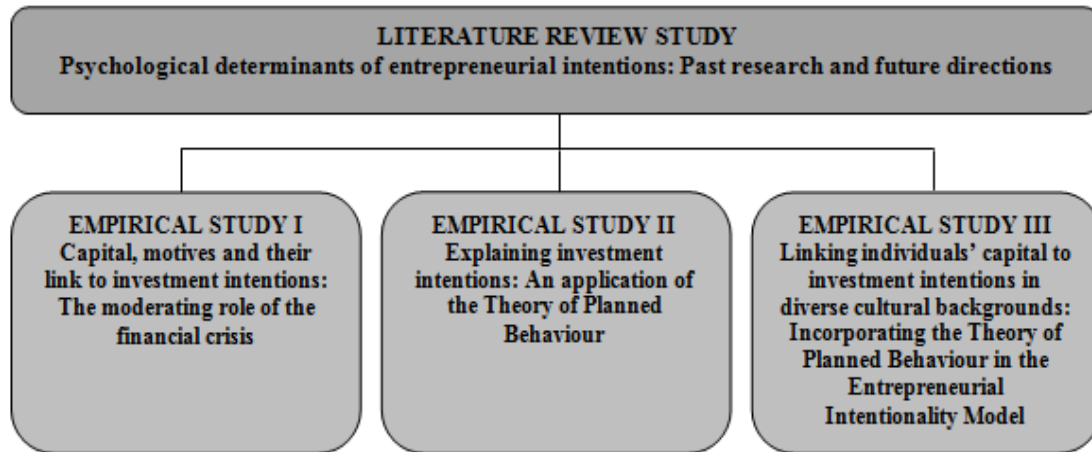 LITERATURE REVIEW STUDY
Psychological determinants of entrepreneurial intentions: Past research and future directions
EMPIRICAL STUDY I
Capital, motives and their
link to investment intentions:
The moderating role of the
financial crisis
EMPIRICAL STUDY II
Explaining investment
intentions: An application of
the Theory of Planned
Behaviour
EMPIRICAL STUDY III
Linking individuals’ capital to
investment intentions in
diverse cultural backgrounds:
Incorporating the Theory of
Planned Behaviour in the
Entrepreneurial
Intentionality Model